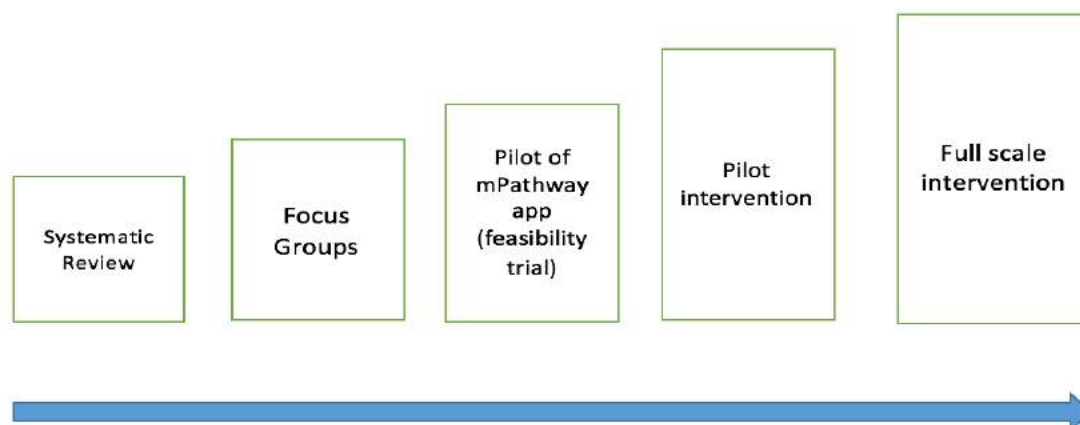 Systematic
Review
Focus
Groups
Pilot of
mPathway
app
(feasibility
trial)
Pilot
intervention
Full scale
intervention